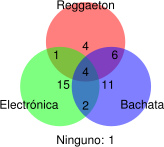 Reggaeton
4
1 6
4
15 11
2
Electrónica Bachata
Ninguno: 1